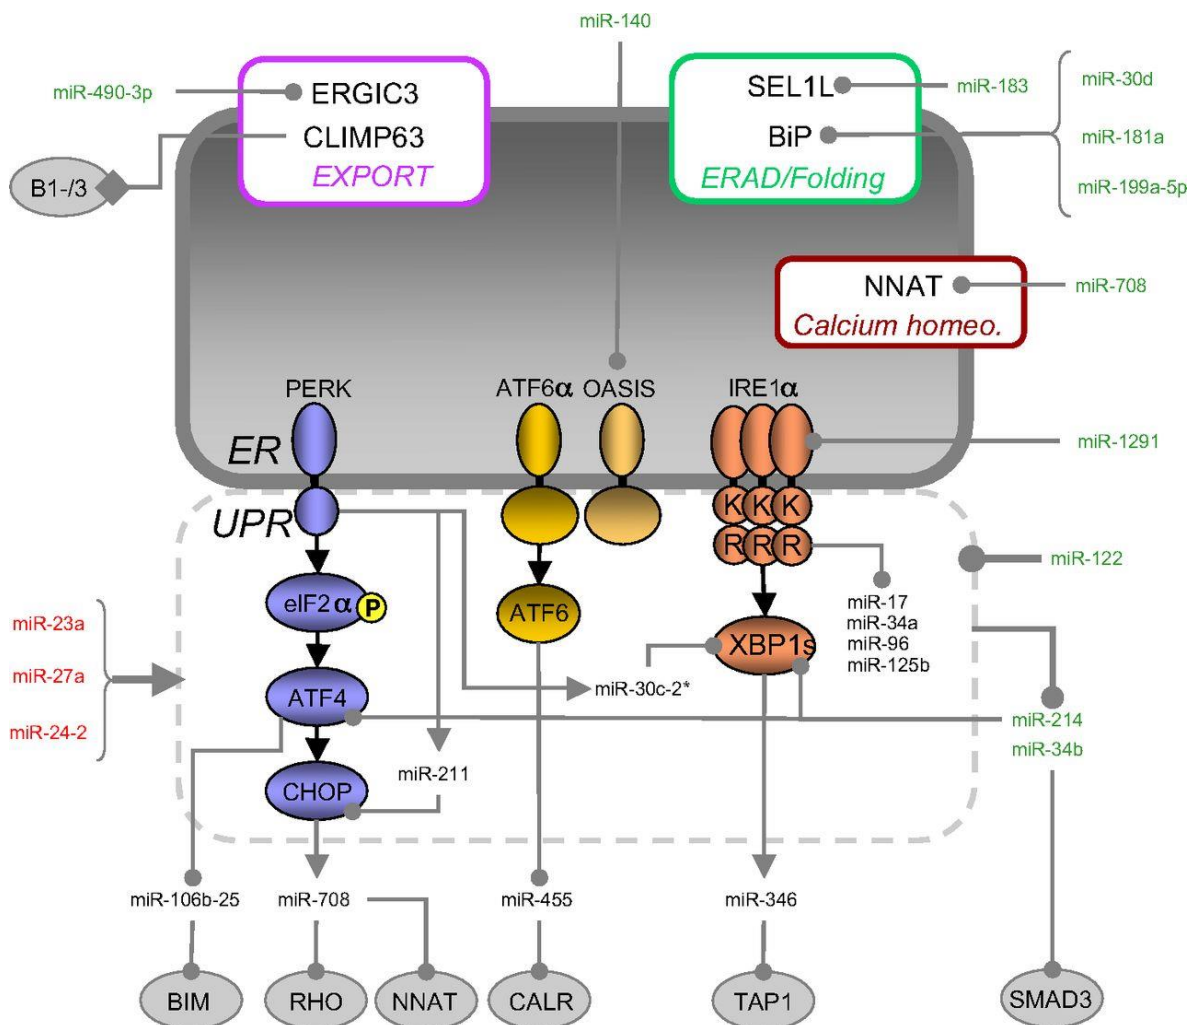 miR-140
miR-490-3p
ERGIC3
CLIMP63
EXPORT
B1-/3
SEL1L
BiP
ERAD/Folding
miR-183
miR-30d
miR-181a
miR-199a-5p
NNAT
Calcium homeo.
miR-708
PERK
ATF6α
OASIS
IRE1α
ER
miR-1291
UPR
K K K
R R R
miR-122
eIF2α
P
ATF6
miR-17
miR-34a
miR-96
miR-125b
XBP1s
miR-23a
miR-27a
miR-24-2
ATF4
miR-30c-2*
miR-214
miR-34b
CHOP
miR-211
miR-106b-25
miR-708
miR-455
miR-346
BIM
RHO
NNAT
CALR
TAP1
SMAD3